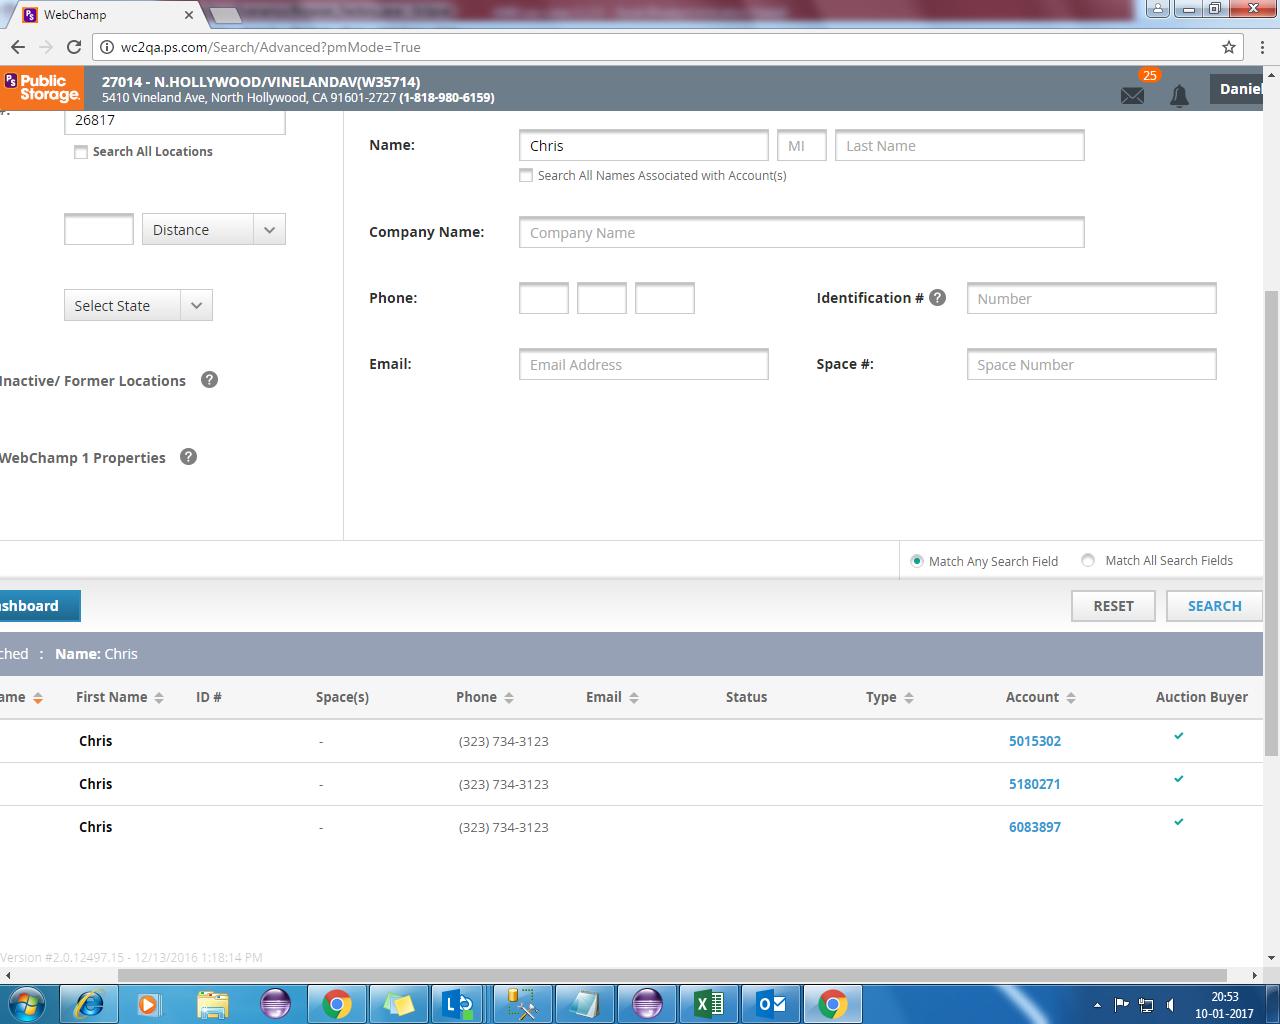 WebChamp
wc2qa.ps.com/Search/Advanced?pmMode=True
Public Storage
27014 - N.HOLLYWOOD/VINELANDAV(W35714)
5410 Vineland Ave, North Hollywood, CA 91601-2727 (1-818-980-6159)
25
Daniel
26817
Search All Locations
Name:
Chris
MI
Last Name
Search All Names Associated with Account(s)
Distance
Company Name:
Company Name
Select State
Phone:
Identification # ?
Number
Email:
Email Address
Space #:
Space Number
Inactive/ Former Locations ?
WebChamp 1 Properties ?
Match Any Search Field
Match All Search Fields
shboard
RESET
SEARCH
ched : Name: Chris
ame First Name ID # Space(s) Phone Email Status Type Account Auction Buyer
Chris - (323) 734-3123 5015302
Chris - (323) 734-3123 5180271
Chris - (323) 734-3123 6083897
Version #2.0.12497.15 - 12/13/2016 1:18:14 PM
20:53
10-01-2017